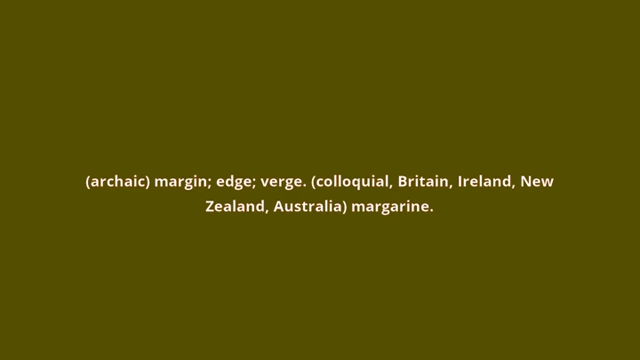 (archaic) margin; edge; verge. (colloquial, Britain, Ireland, New
Zealand, Australia) margarine.